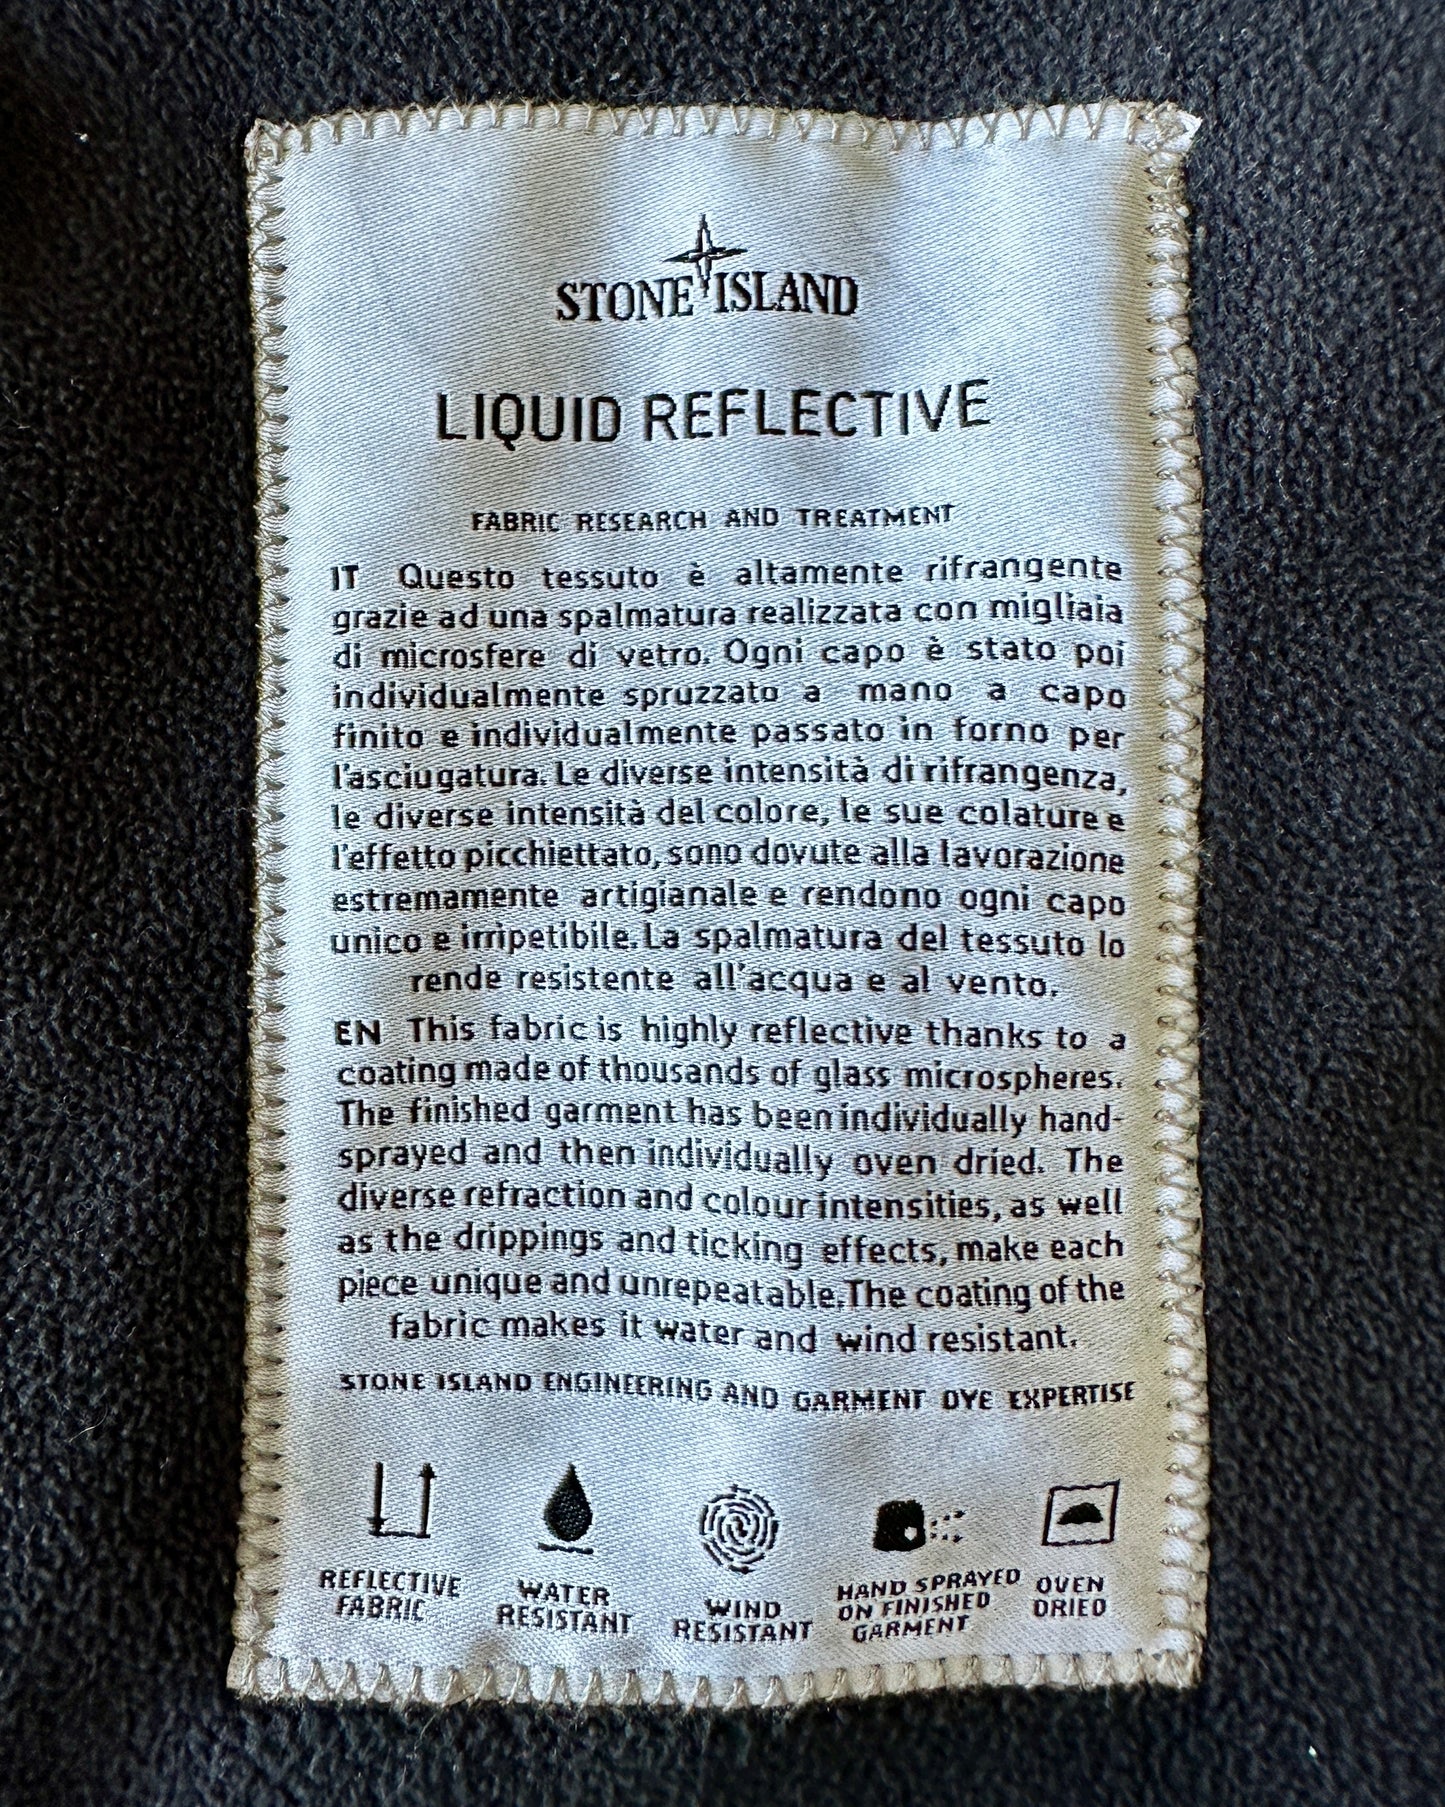 STONE ISLAND
LIQUID REFLECTIVE
FABRIC RESEARCH AND TREATMENT
IT Questo tessuto è altamente rifrangente
grazie ad una spalmatura realizzata con migliaia
di microsfere di vetro. Ogni capo è stato poi
individualmente spruzzato a mano a capo
finito e individualmente passato in forno per
l'asciugatura. Le diverse intensità di rifrangenza,
le diverse intensità del colore, le sue colature e
l'effetto picchiettato, sono dovute alla lavorazione
estremamente artigianale e rendono ogni capo
unico e irripetibile. La spalmatura del tessuto lo
rende resistente all'acqua e al vento.
EN This fabric is highly reflective thanks to a
coating made of thousands of glass microspheres.
The finished garment has been individually hand-
sprayed and then individually oven dried. The
diverse refraction and colour intensities, as well
as the drippings and ticking effects, make each
piece unique and unrepeatable. The coating of the
fabric makes it water and wind resistant.
STONE ISLAND ENGINEERING AND GARMENT DYE EXPERTISE
REFLECTIVE
FABRIC
WATER
RESISTANT
WIND
RESISTANT
HAND SPRAYED
ON FINISHED
GARMENT
OVEN
DRIED